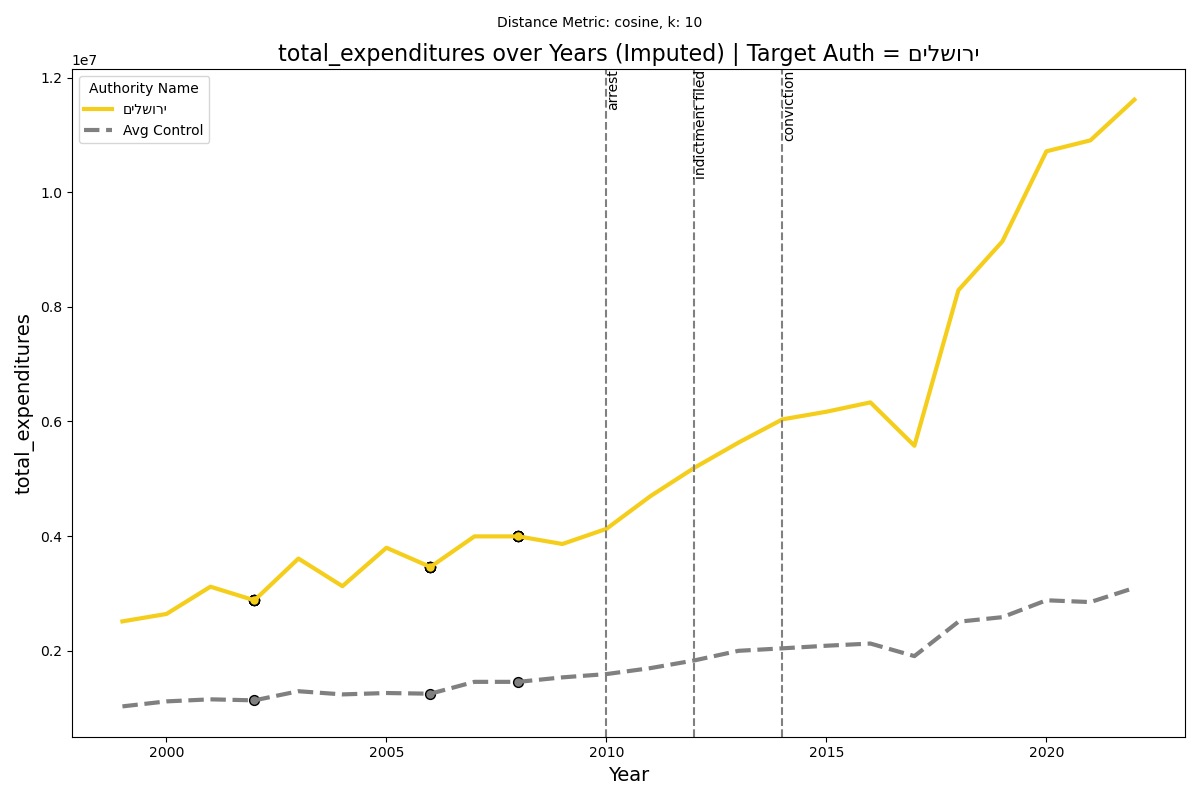 Distance Metric: cosine, k: 10
total_expenditures over Years (Imputed) | Target Auth = ירושלים
1e7
1.2
1.0
0.8
0.6
0.4
0.2
total_expenditures
Authority Name
ירושלים
Avg Control
arrest
indictment filed
conviction
2000
2005
2010
2015
2020
Year